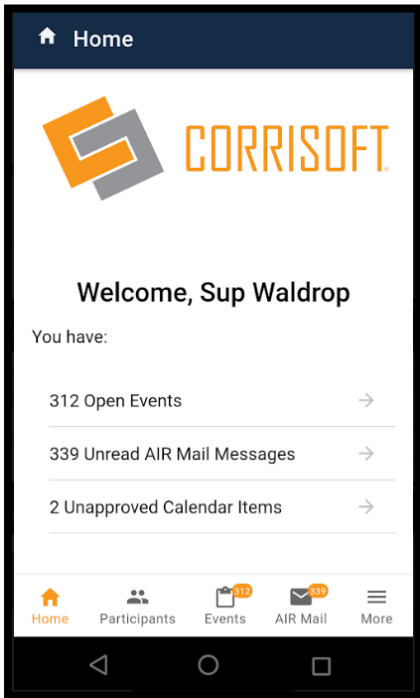 Home
CORRISOFT.
Welcome, Sup Waldrop
You have:
312 Open Events
339 Unread AIR Mail Messages
2 Unapproved Calendar Items
312
339
Home Participants Events AIR Mail More